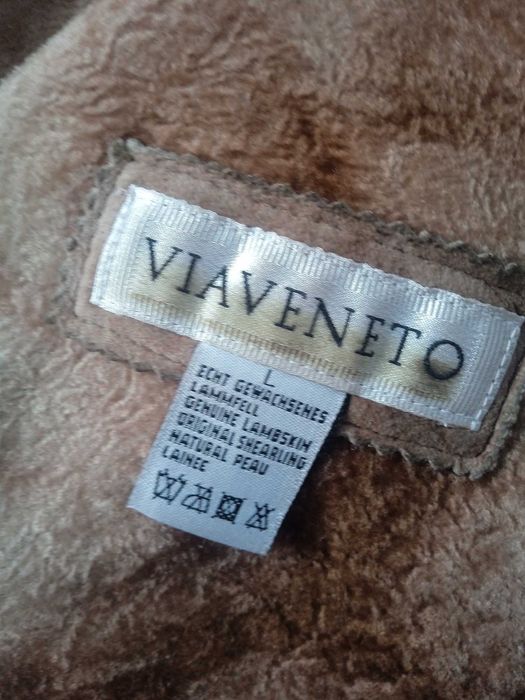 VIAVENETO
L
ECHT GEWACHSENES
LAMMFELL
GENUINE LAMBSKIN
ORIGINAL SHEARLING
NATURAL PEAU
LAINEE